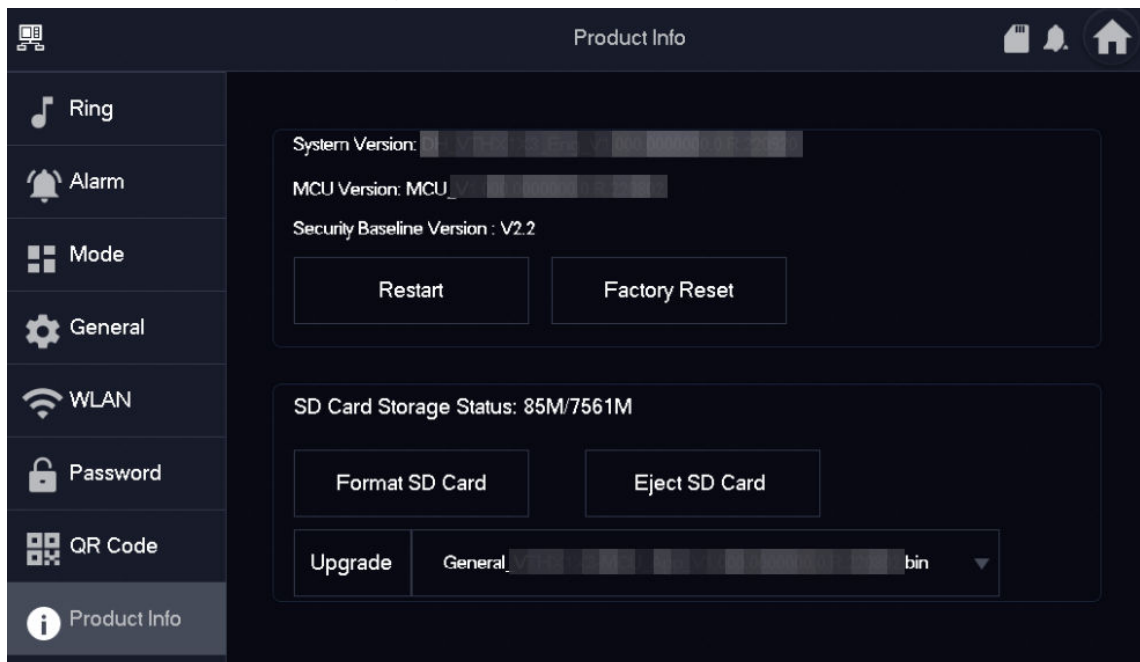 Product Info
Ring
Alarm
Mode
General
WLAN
Password
QR Code
Product Info
System Version:
MCU Version: MCU_
Security Baseline Version : V2.2
Restart
Factory Reset
SD Card Storage Status: 85M/7561M
Format SD Card
Eject SD Card
Upgrade
General_ bin